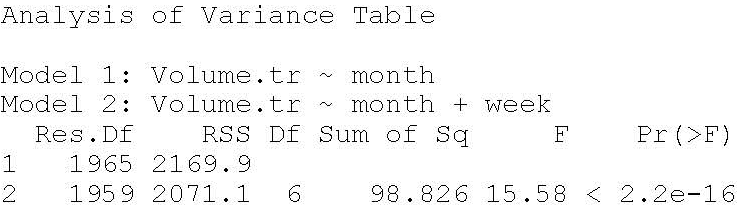 Analysis of Variance Table
Model 1: Volume.tr ~ month
Model 2: Volume.tr ~ month + week
Res.Df RSS Df Sum of Sq F Pr(>F)
1 1965 2169.9
2 1959 2071.1 6 98.826 15.58 < 2.2e-16